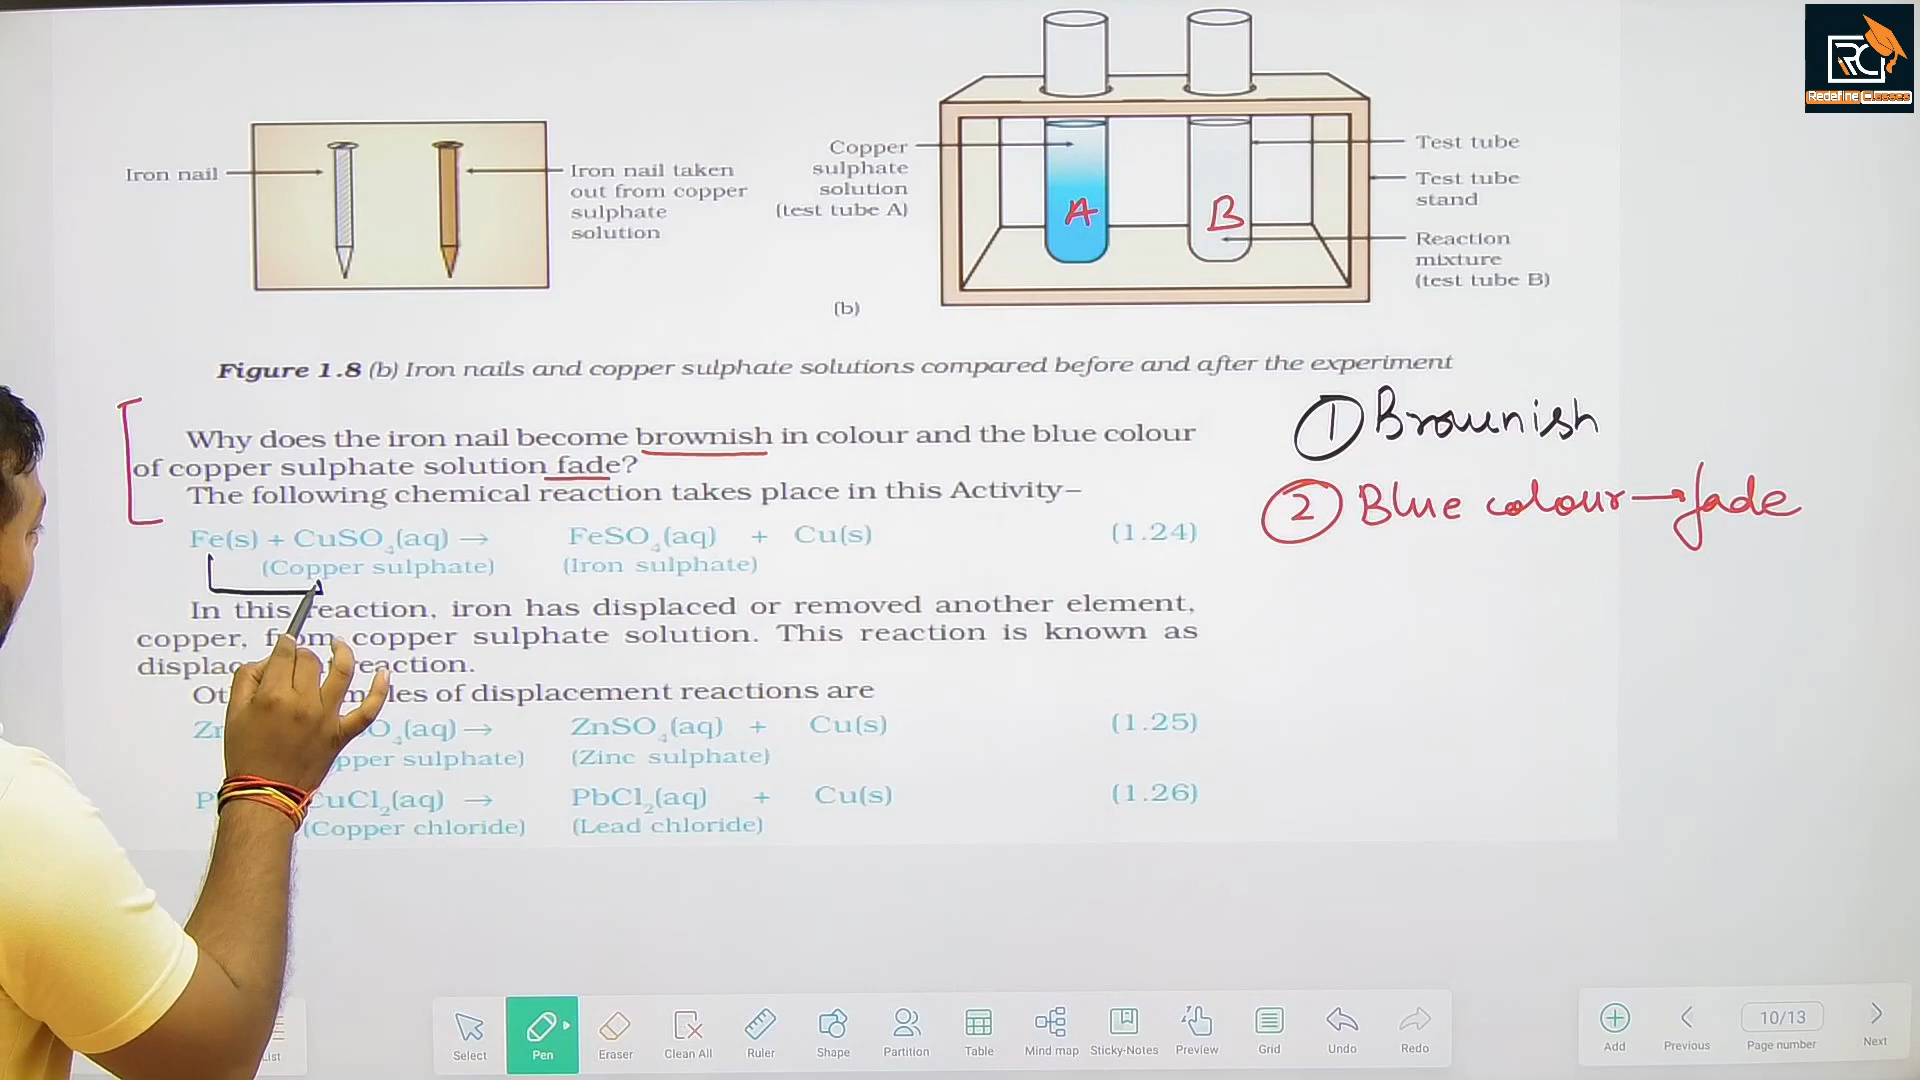 RC
Redefine Classes
Iron nail
Iron nail taken
out from copper
sulphate
solution
Copper
sulphate
solution
(test tube A)
A
B
Test tube
Test tube
stand
Reaction
mixture
(test tube B)
(b)
Figure 1.8 (b) Iron nails and copper sulphate solutions compared before and after the experiment
Why does the iron nail become brownish in colour and the blue colour
of copper sulphate solution fade?
The following chemical reaction takes place in this Activity–
Fe(s) + CuSO₄(aq) → FeSO₄(aq) + Cu(s) (1.24)
(Copper sulphate) (Iron sulphate)
In this reaction, iron has displaced or removed another element,
copper, from copper sulphate solution. This reaction is known as
reaction.
of displacement reactions are
(aq) → ZnSO₄(aq) + Cu(s) (1.25)
sulphate) (Zinc sulphate)
CuCl₂(aq) → PbCl₂(aq) + Cu(s) (1.26)
(Copper chloride) (Lead chloride)
① Brownish
② Blue colour → fade
Select
Pen
Eraser
Clean All
Ruler
Shape
Partition
Table
Mind map
Sticky-Notes
Preview
Grid
Undo
Redo
Add
Previous
10/13
Page number
Next